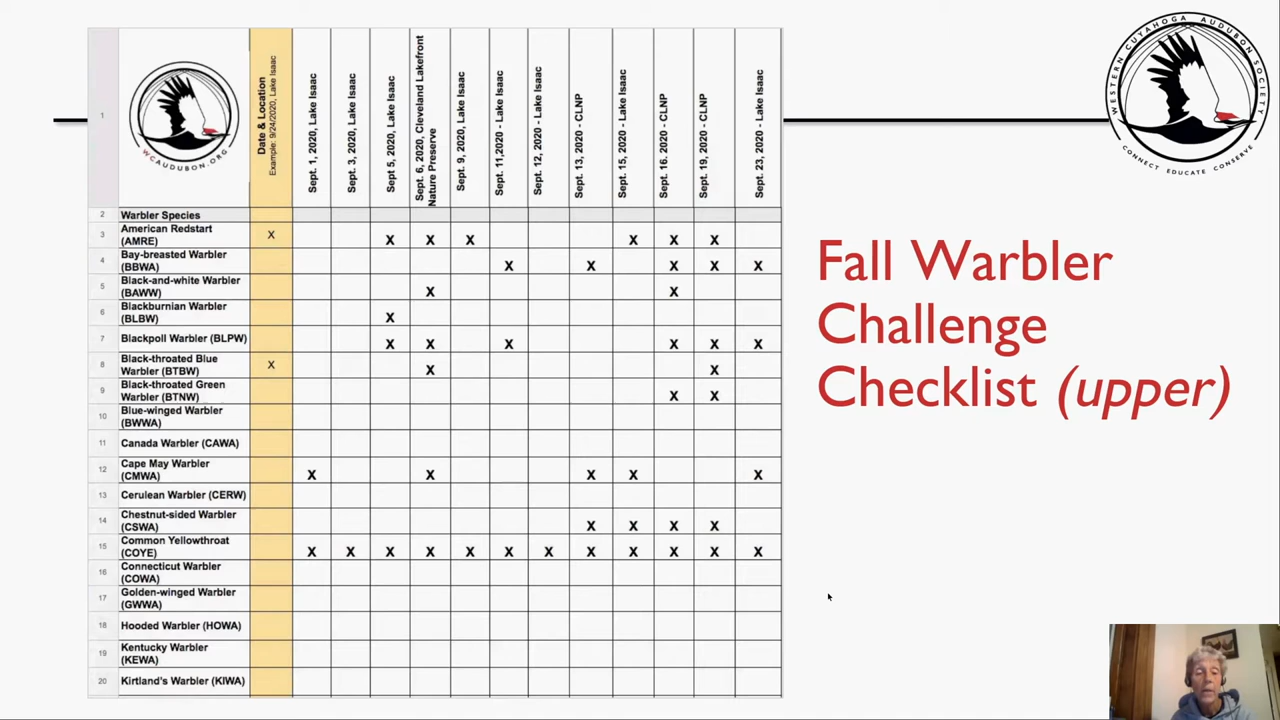 1
WCAUDUBON.ORG
Date & Location
Example: 9/24/2020, Lake Isaac
Sept. 1, 2020, Lake Isaac
Sept. 3, 2020, Lake Isaac
Sept 5, 2020, Lake Isaac
Sept. 6, 2020, Cleveland Lakefront
Nature Preserve
Sept. 9, 2020, Lake Isaac
Sept. 11,2020 - Lake Isaac
Sept. 12, 2020 - Lake Isaac
Sept. 13, 2020 - CLNP
Sept. 15, 2020 - Lake Isaac
Sept. 16. 2020 - CLNP
Sept. 19, 2020 - CLNP
Sept. 23, 2020 - Lake Isaac
WESTERN CUYAHOGA AUDUBON SOCIETY
CONNECT EDUCATE CONSERVE
2 Warbler Species
3 American Redstart
(AMRE) X X X X X X X
4 Bay-breasted Warbler
(BBWA) X X X X X
5 Black-and-white Warbler
(BAWW) X X
6 Blackburnian Warbler
(BLBW) X
7 Blackpoll Warbler (BLPW) X X X X X X
8 Black-throated Blue
Warbler (BTBW) X X X
9 Black-throated Green
Warbler (BTNW) X X
10 Blue-winged Warbler
(BWWA)
11 Canada Warbler (CAWA)
12 Cape May Warbler
(CMWA) X X X X X
13 Cerulean Warbler (CERW)
14 Chestnut-sided Warbler
(CSWA) X X X X
15 Common Yellowthroat
(COYE) X X X X X X X X X X X X
16 Connecticut Warbler
(COWA)
17 Golden-winged Warbler
(GWWA)
18 Hooded Warbler (HOWA)
19 Kentucky Warbler
(KEWA)
20 Kirtland's Warbler (KIWA)
Fall Warbler
Challenge
Checklist (upper)